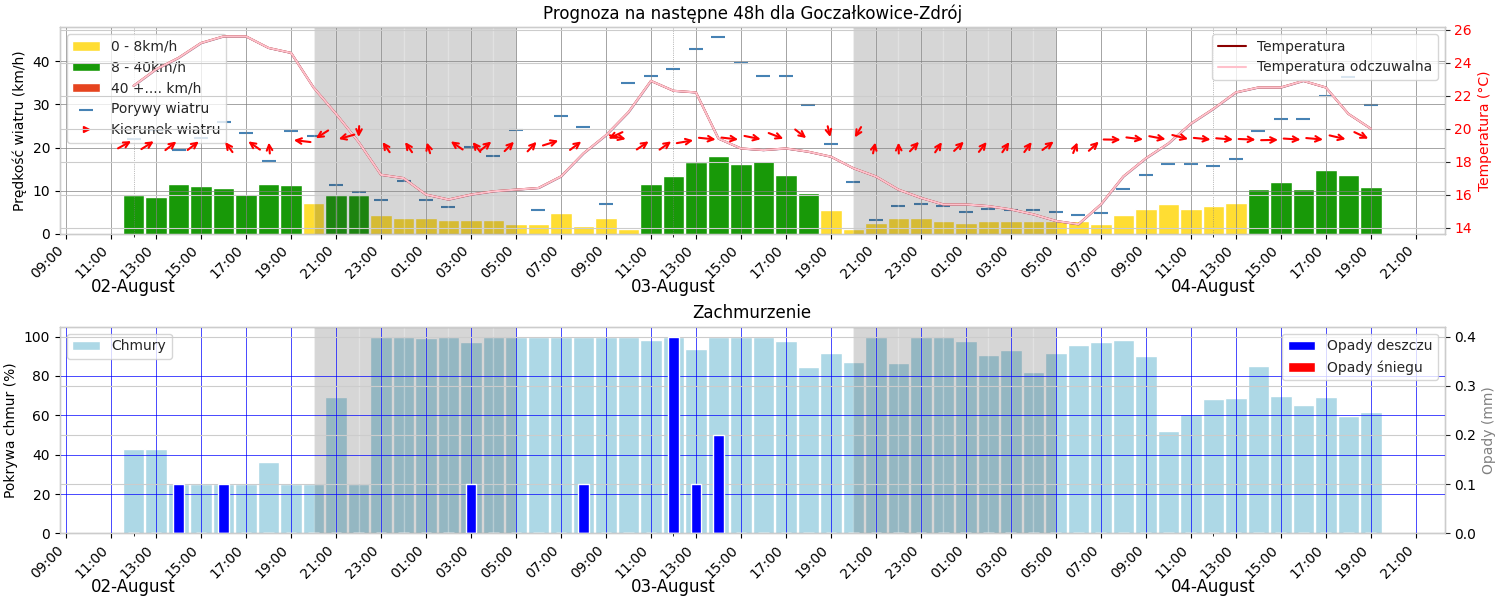 Prognoza na następne 48h dla Goczałkowice-Zdrój
Prędkość wiatru (km/h)
40
30
20
10
0
0 - 8km/h
8 - 40km/h
40 +.... km/h
Porywy wiatru
Kierunek wiatru
Temperatura
Temperatura odczuwalna
26
24
22
20
18
16
14
Temperatura (°C)
09:00 11:00 13:00 15:00 17:00 19:00 21:00 23:00 01:00 03:00 05:00 07:00 09:00 11:00 13:00 15:00 17:00 19:00 21:00 23:00 01:00 03:00 05:00 07:00 09:00 11:00 13:00 15:00 17:00 19:00 21:00
02-August 03-August 04-August
Zachmurzenie
Pokrywa chmur (%)
100
80
60
40
20
0
Chmury
Opady deszczu
Opady śniegu
0.4
0.3
0.2
0.1
0.0
Opady (mm)
09:00 11:00 13:00 15:00 17:00 19:00 21:00 23:00 01:00 03:00 05:00 07:00 09:00 11:00 13:00 15:00 17:00 19:00 21:00 23:00 01:00 03:00 05:00 07:00 09:00 11:00 13:00 15:00 17:00 19:00 21:00
02-August 03-August 04-August